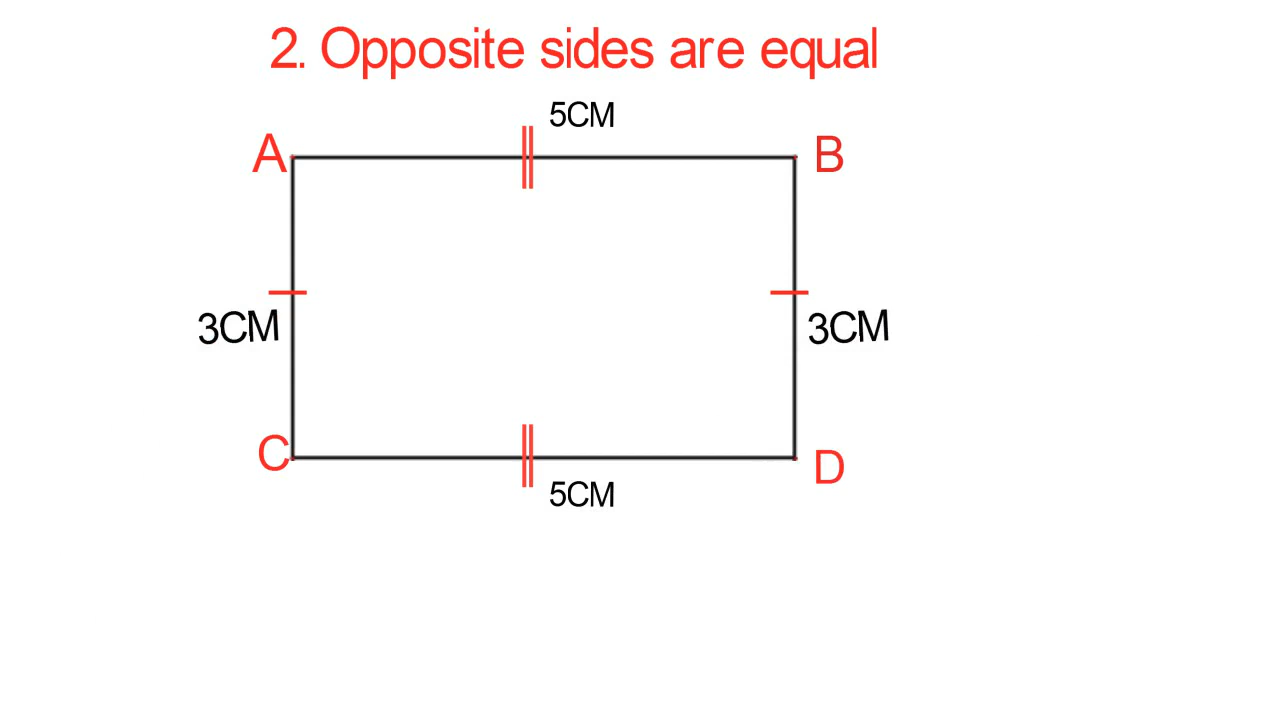 2. Opposite sides are equal
5CM
A
B
3CM
3CM
C
D
5CM